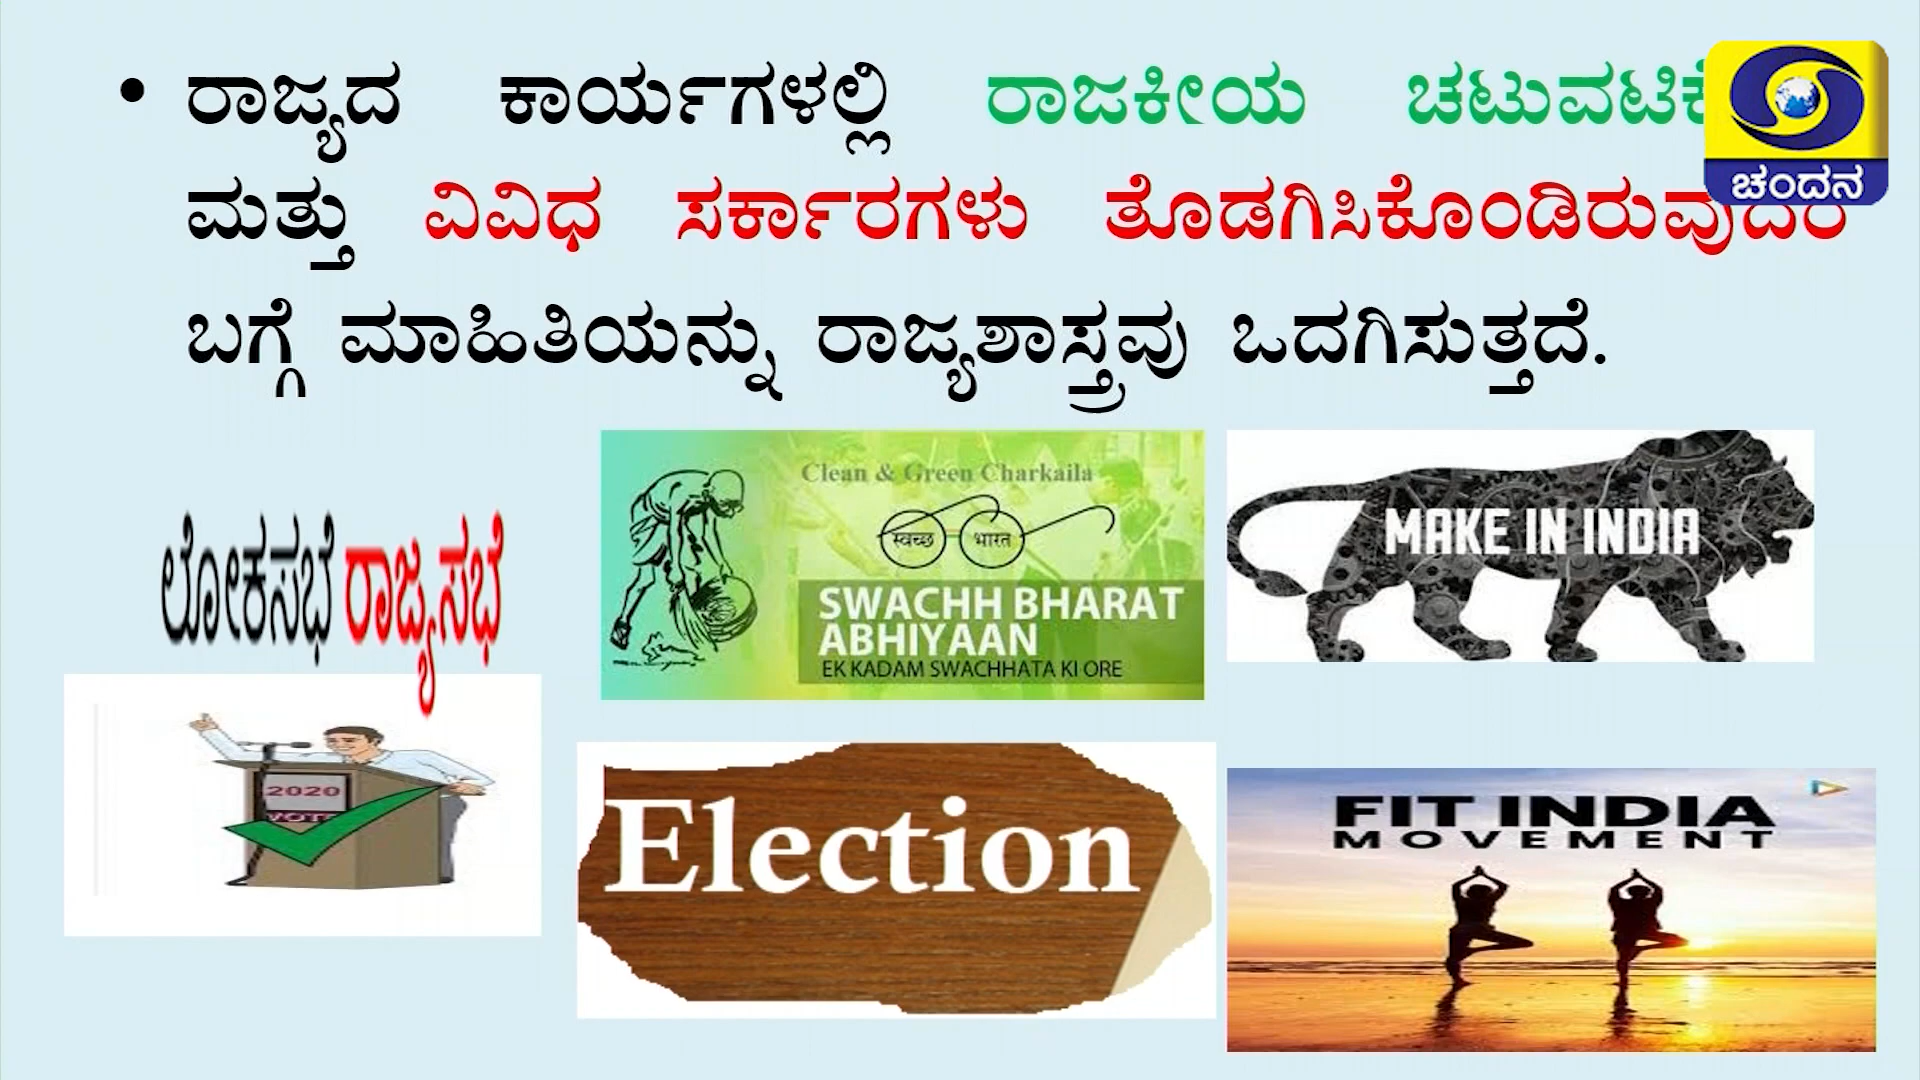 • ರಾಜ್ಯದ ಕಾರ್ಯಗಳಲ್ಲಿ ರಾಜಕೀಯ
ಚಂದನ
ಮತ್ತು ವಿವಿಧ ಸರ್ಕಾರಗಳು ತೊಡಗಿಸಿಕೊಂಡಿರುವುದರ
ಬಗ್ಗೆ ಮಾಹಿತಿಯನ್ನು ರಾಜ್ಯಶಾಸ್ತ್ರವು ಒದಗಿಸುತ್ತದೆ.
Clean & Green Charkaila
स्वच्छ भारत
SWACHH BHARAT
ABHIYAAN
EK KADAM SWACHHATA KI ORE
MAKE IN INDIA
ಲೋಕಸಭೆ ರಾಜ್ಯಸಭೆ
2020
VOTE
Election
FIT INDIA
MOVEMENT